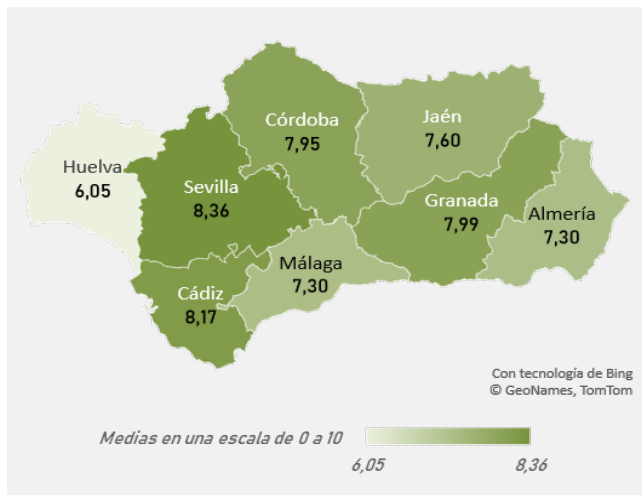 Córdoba
7,95
Jaén
7,60
Huelva
6,05
Sevilla
8,36
Granada
7,99
Almería
7,30
Málaga
7,30
Cádiz
8,17
Con tecnología de Bing
© GeoNames, TomTom
Medias en una escala de 0 a 10
6,05
8,36